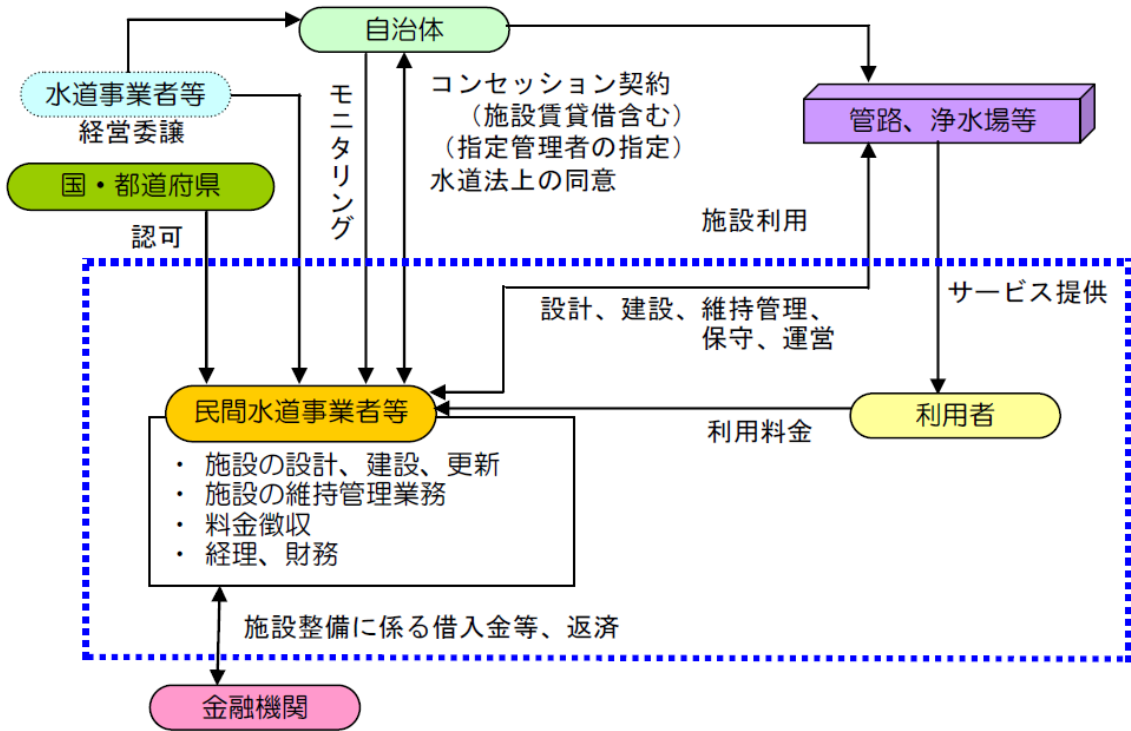 自治体
水道事業者等
経営委譲
国・都道府県
認可
モニタリング
コンセッション契約
（施設賃貸借含む）
（指定管理者の指定）
水道法上の同意
管路、浄水場等
施設利用
サービス提供
設計、建設、維持管理、
保守、運営
民間水道事業者等
利用料金
利用者
・ 施設の設計、建設、更新
・ 施設の維持管理業務
・ 料金徴収
・ 経理、財務
施設整備に係る借入金等、返済
金融機関